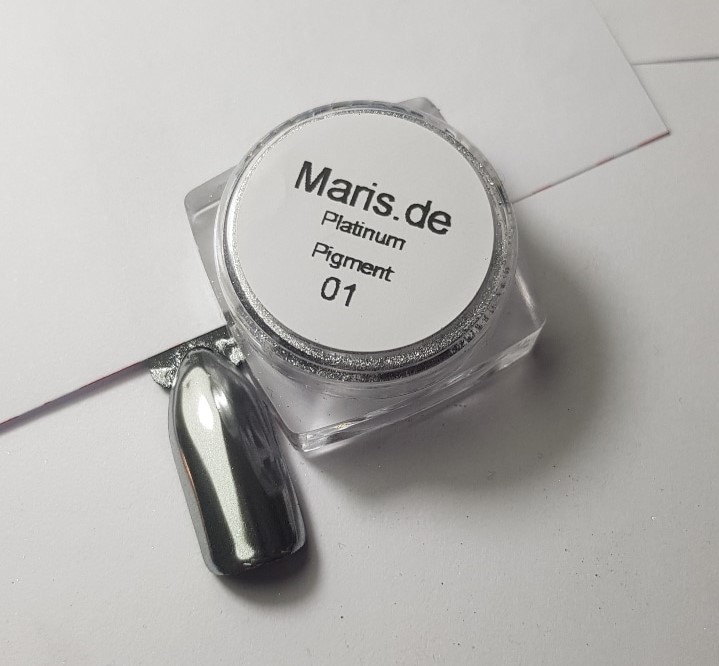 Maris.de
Platinum
Pigment
01